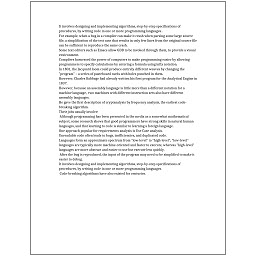 It involves designing and implementing algorithms, step-by-step specifications of
procedures, by writing code in one or more programming languages.
For example, when a bug in a compiler can make it crash when parsing some large source
file, a simplification of the test case that results in only few lines from the original source file
can be sufficient to reproduce the same crash.
Some text editors such as Emacs allow GDB to be invoked through them, to provide a visual
environment.
Compilers harnessed the power of computers to make programming easier by allowing
programmers to specify calculations by entering a formula using infix notation.
In 1801, the Jacquard loom could produce entirely different weaves by changing the
"program" – a series of pasteboard cards with holes punched in them.
However, Charles Babbage had already written his first program for the Analytical Engine in
1837.
However, because an assembly language is little more than a different notation for a
machine language, two machines with different instruction sets also have different
assembly languages.
He gave the first description of cryptanalysis by frequency analysis, the earliest code-
breaking algorithm.
These post usually involve
Although programming has been presented in the media as a somewhat mathematical
subject, some research shows that good programmers have strong skills in natural human
languages, and that learning to code is similar to learning a foreign language.
One approach popular for requirements analysis is Use Case analysis.
Unreadable code often leads to bugs, inefficiencies, and duplicated code.
Languages form an approximate spectrum from "low-level" to "high-level"; "low-level"
languages are typically more machine-oriented and faster to execute, whereas "high-level"
languages are more abstract and easier to use but execute less quickly.
After the bug is reproduced, the input of the program may need to be simplified to make it
easier to debug.
It involves designing and implementing algorithms, step-by-step specifications of
procedures, by writing code in one or more programming languages.
Code-breaking algorithms have also existed for centuries.